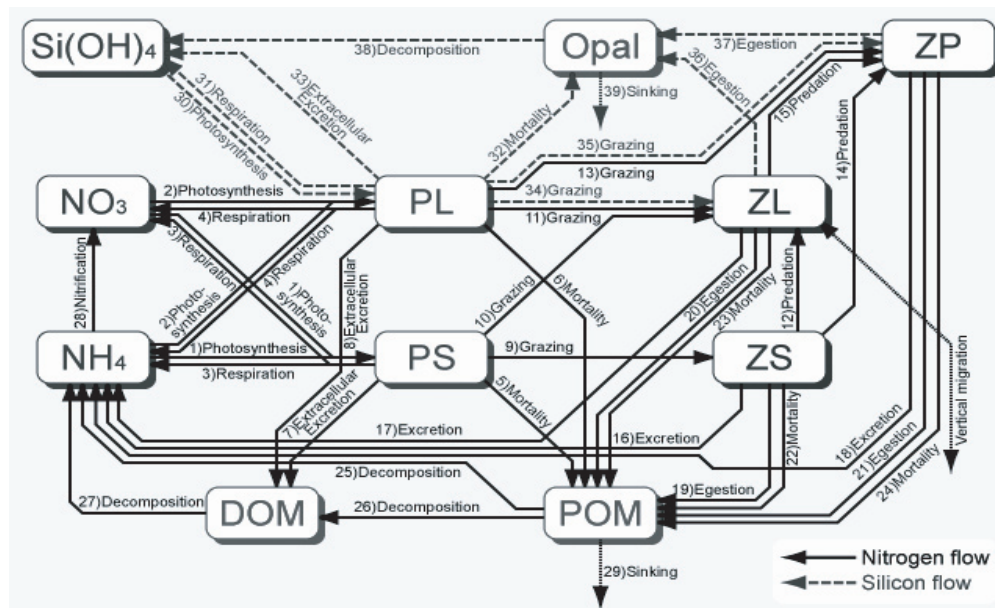 Si(OH)4
Opal
ZP
38)Decomposition
37)Egestion
36)Egestion
39)Sinking
33)Extracellular
Excretion
31)Respiration
30)Photosynthesis
32)Mortality
35)Grazing
15)Predation
13)Grazing
14)Predation
NO3
2)Photosynthesis
4)Respiration
PL
34)Grazing
11)Grazing
ZL
3)Respiration
4)Respiration
28)Nitrification
2)Photo-
synthesis
1)Photo-
synthesis
8)Extracellular
Excretion
6)Mortality
10)Grazing
20)Egestion
23)Mortality
12)Predation
Vertical migration
NH4
1)Photosynthesis
3)Respiration
PS
9)Grazing
ZS
7)Extracellular
Excretion
5)Mortality
17)Excretion
16)Excretion
22)Mortality
18)Excretion
21)Egestion
24)Mortality
25)Decomposition
19)Egestion
27)Decomposition
DOM
26)Decomposition
POM
29)Sinking
Nitrogen flow
Silicon flow